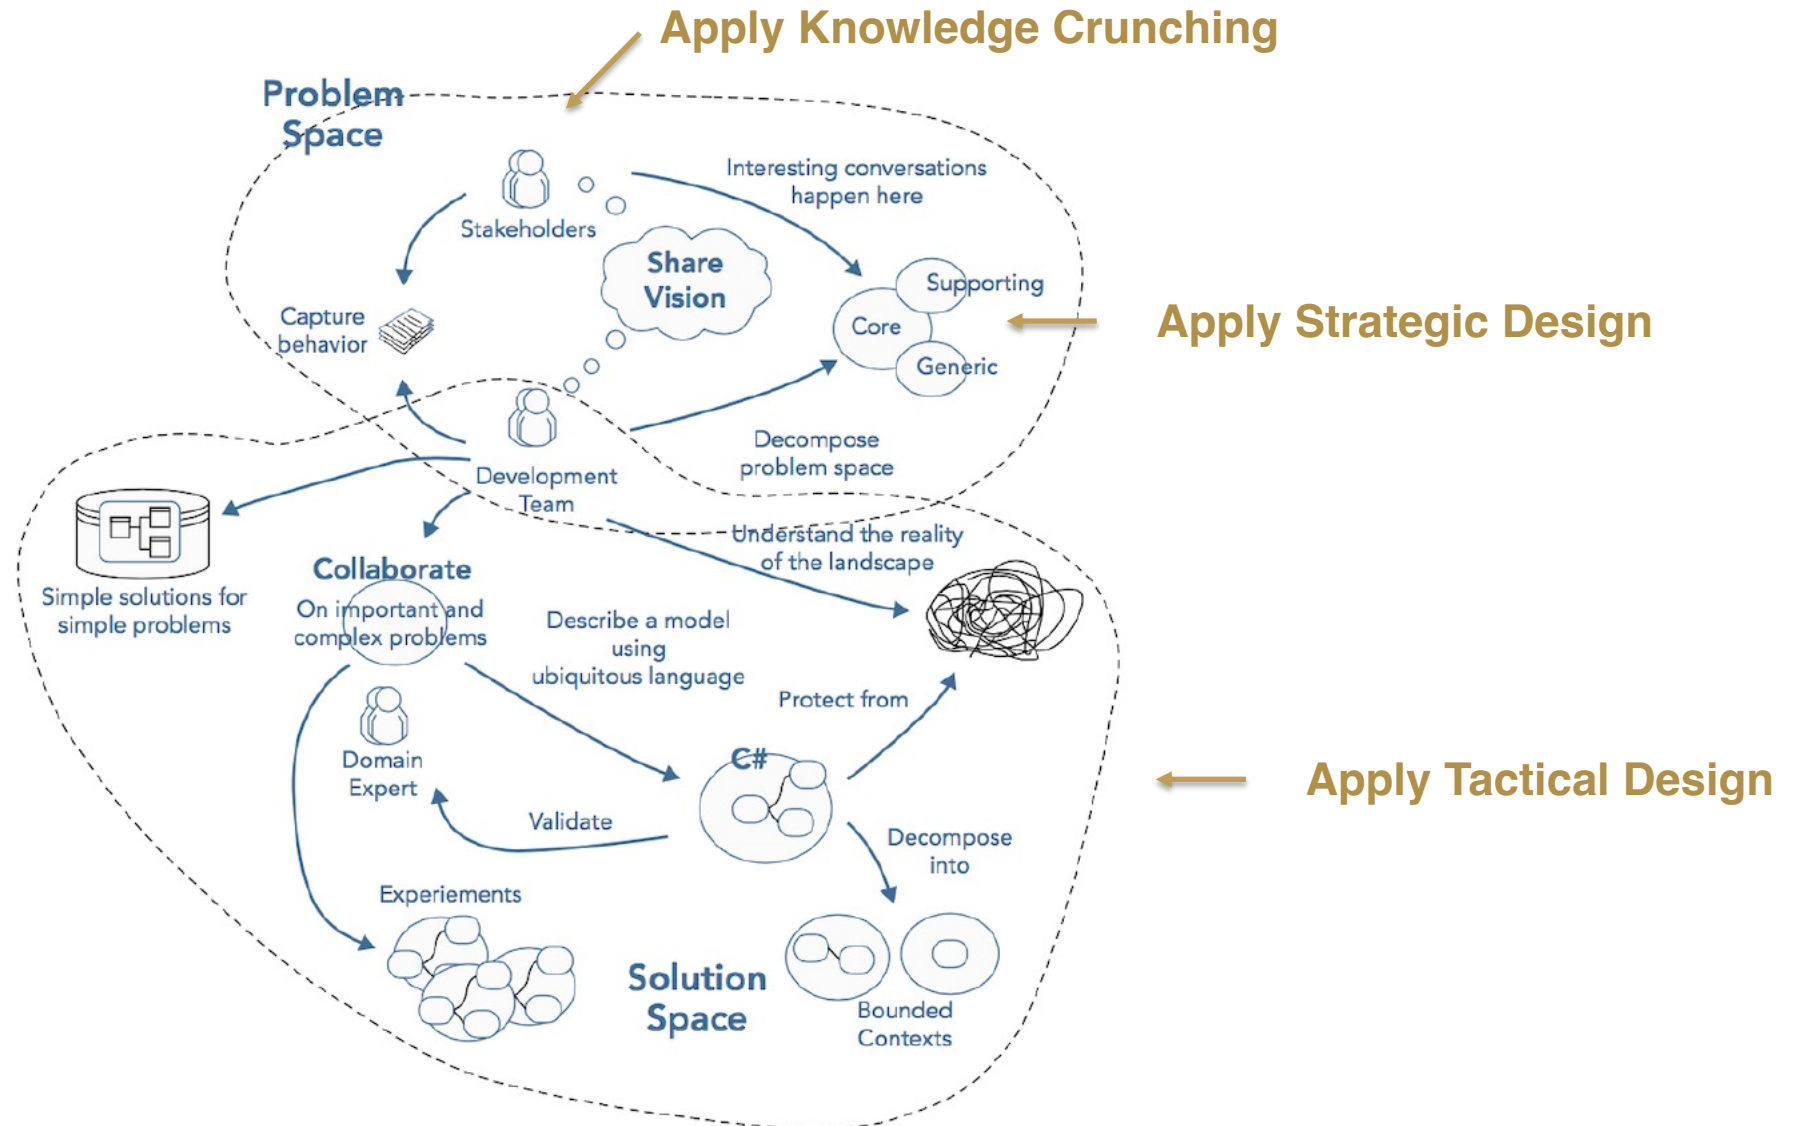 Apply Knowledge Crunching
Problem
Space
Interesting conversations
happen here
Stakeholders
Share
Vision
Supporting
Core
Generic
Apply Strategic Design
Capture
behavior
Decompose
problem space
Development
Team
Understand the reality
of the landscape
Simple solutions for
simple problems
Collaborate
On important and
complex problems
Describe a model
using
ubiquitous language
Protect from
C#
Domain
Expert
Validate
Apply Tactical Design
Decompose
into
Experiements
Solution
Space
Bounded
Contexts